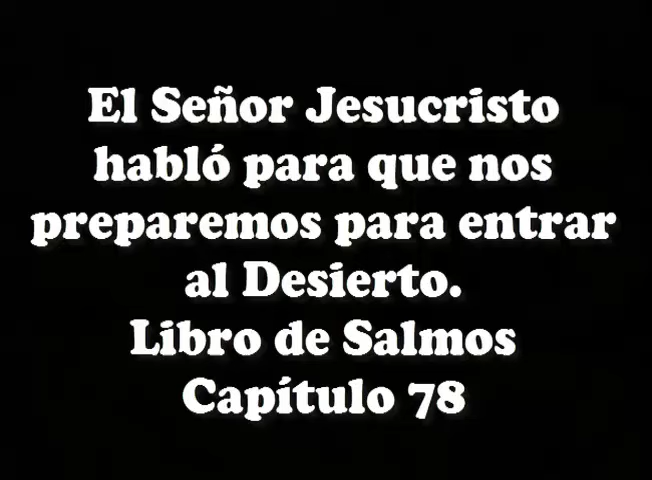 El Señor Jesucristo
habló para que nos
preparemos para entrar
al Desierto.
Libro de Salmos
Capítulo 78